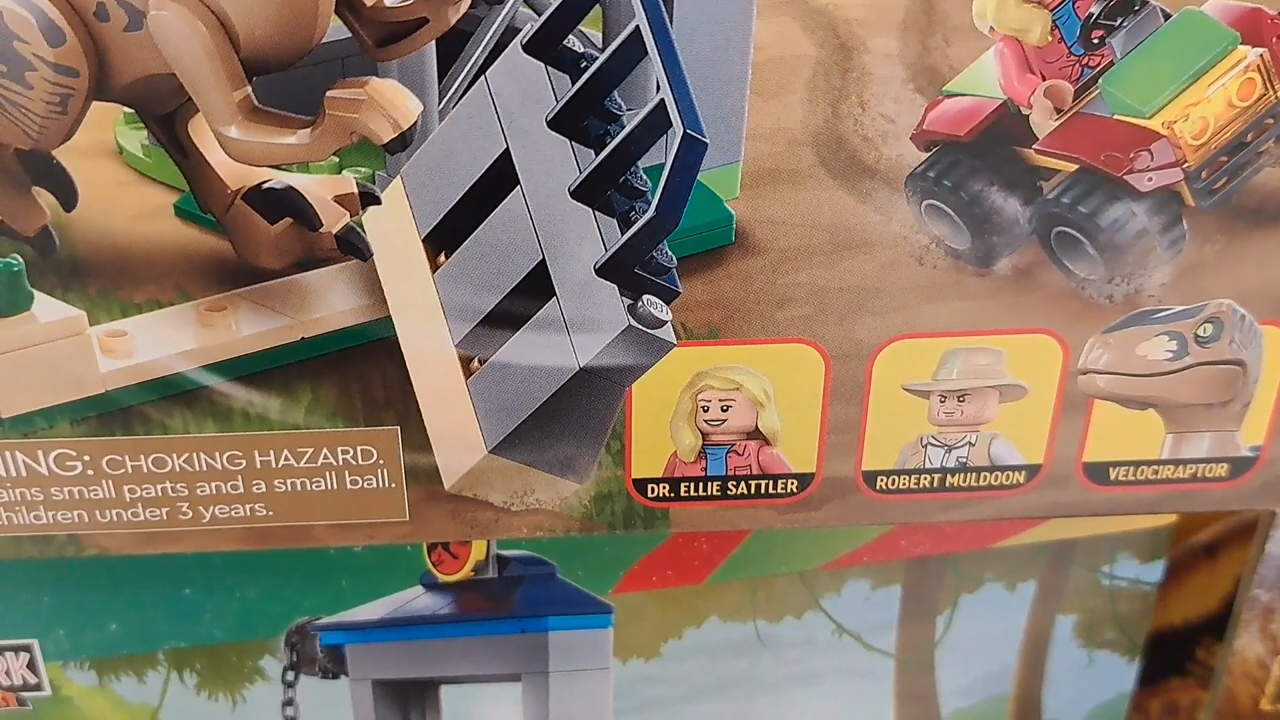 LEGO
DR. ELLIE SATTLER
ROBERT MULDOON
VELOCIRAPTOR
NING: CHOKING HAZARD.
ains small parts and a small ball.
children under 3 years.
RK